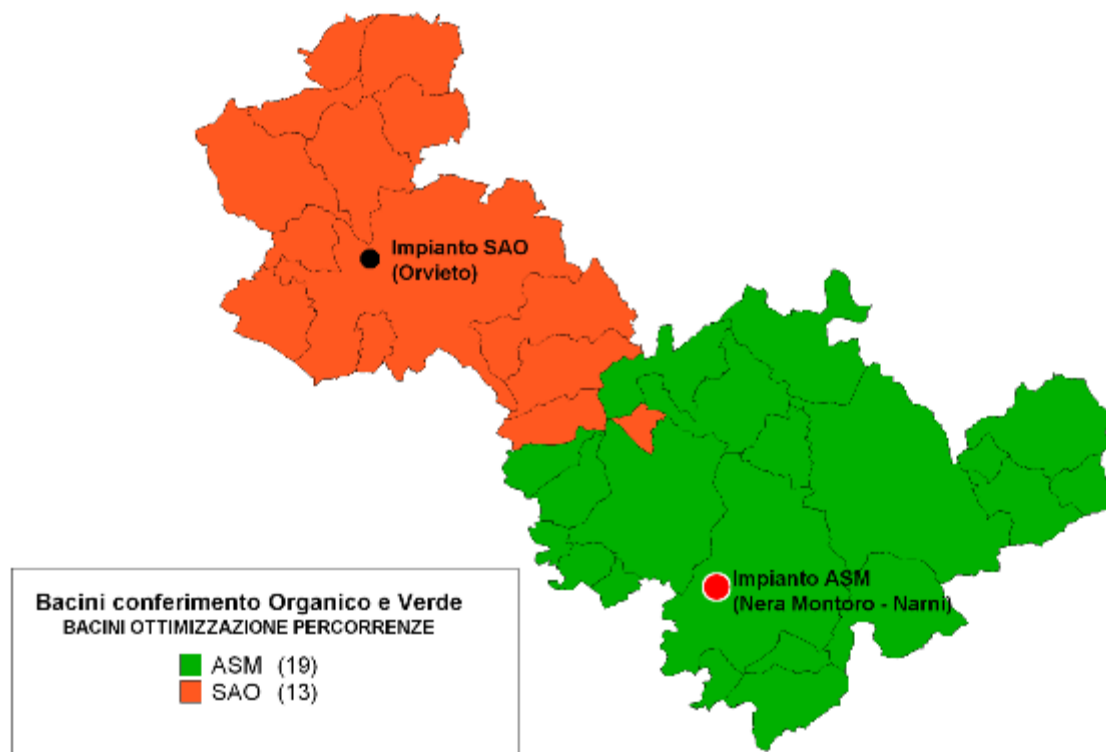 Impianto SAO
(Orvieto)
Impianto ASM
(Nera Montoro - Narni)
Bacini conferimento Organico e Verde
BACINI OTTIMIZZAZIONE PERCORRENZE
ASM (19)
SAO (13)